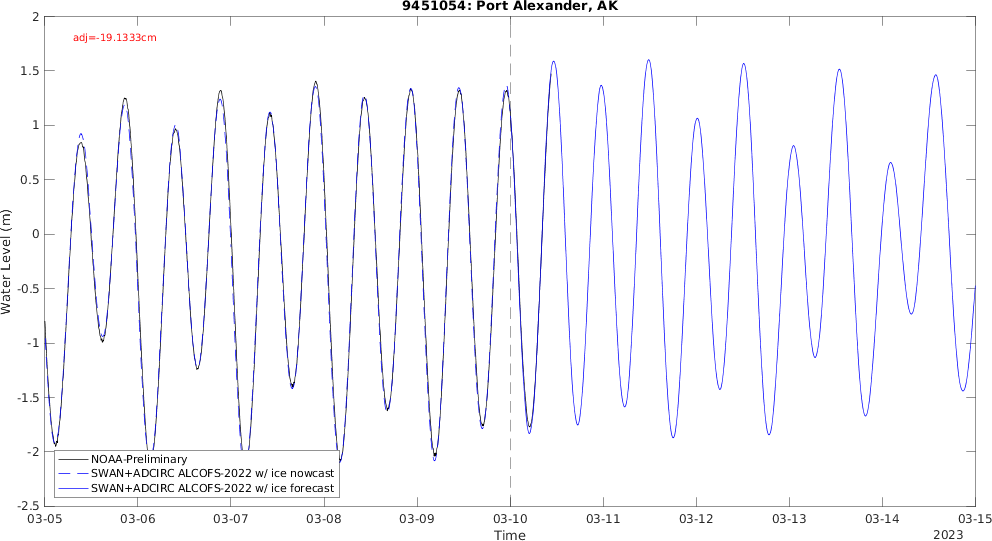 9451054: Port Alexander, AK
adj=-19.1333cm
Water Level (m)
2
1.5
1
0.5
0
-0.5
-1
-1.5
-2
-2.5
NOAA-Preliminary
SWAN+ADCIRC ALCOFS-2022 w/ ice nowcast
SWAN+ADCIRC ALCOFS-2022 w/ ice forecast
03-05 03-06 03-07 03-08 03-09 03-10 03-11 03-12 03-13 03-14 03-15
Time
2023